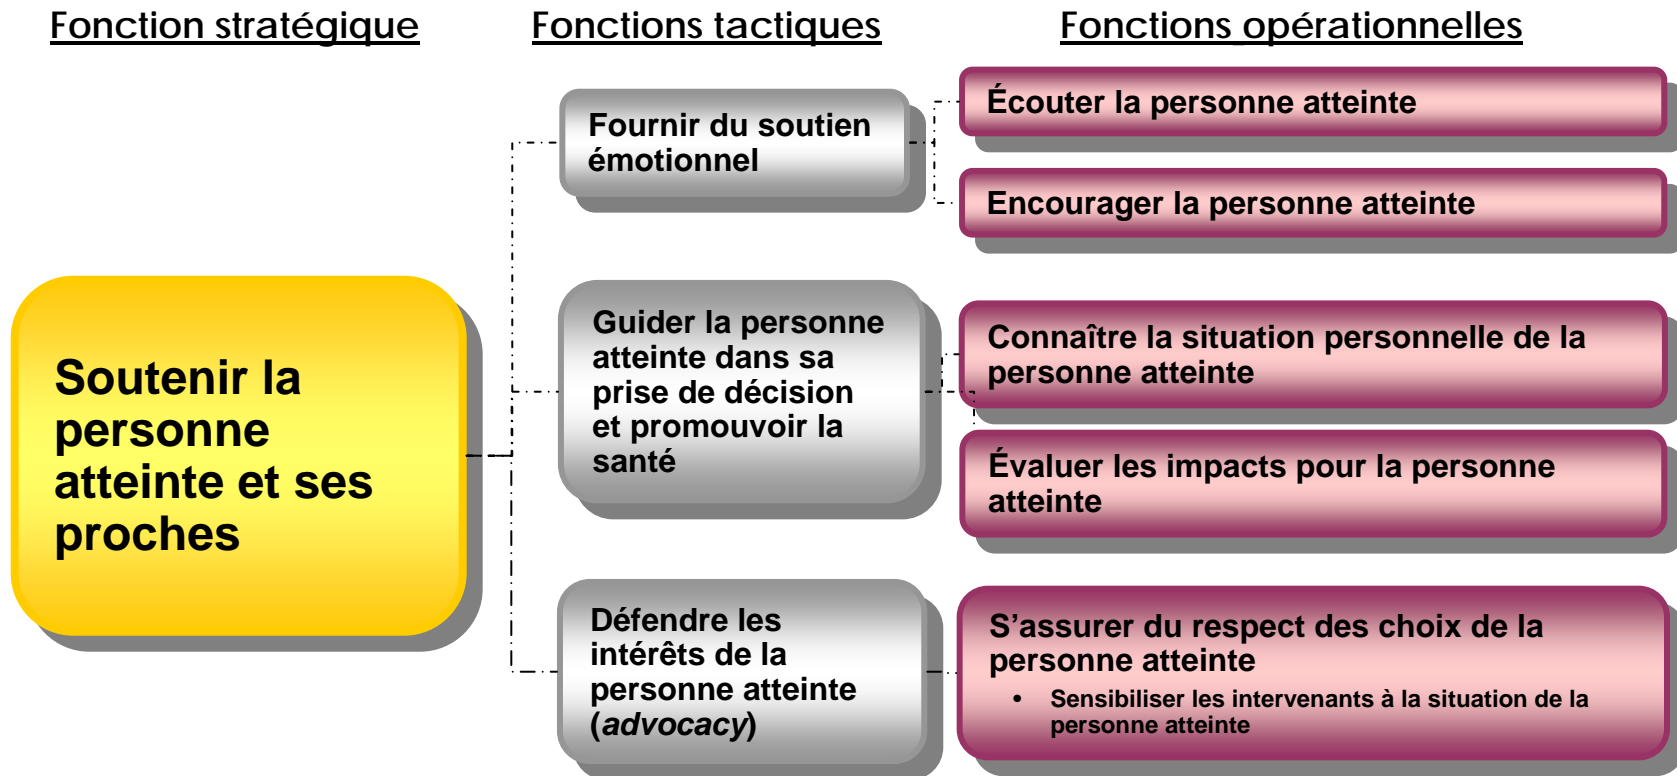 Fonction stratégique
Fonctions tactiques
Fonctions opérationnelles
Soutenir la
personne
atteinte et ses
proches
Fournir du soutien
émotionnel
Écouter la personne atteinte
Encourager la personne atteinte
Guider la personne
atteinte dans sa
prise de décision
et promouvoir la
santé
Connaître la situation personnelle de la
personne atteinte
Évaluer les impacts pour la personne
atteinte
Défendre les
intérêts de la
personne atteinte
(advocacy)
S’assurer du respect des choix de la
personne atteinte
• Sensibiliser les intervenants à la situation de la
personne atteinte